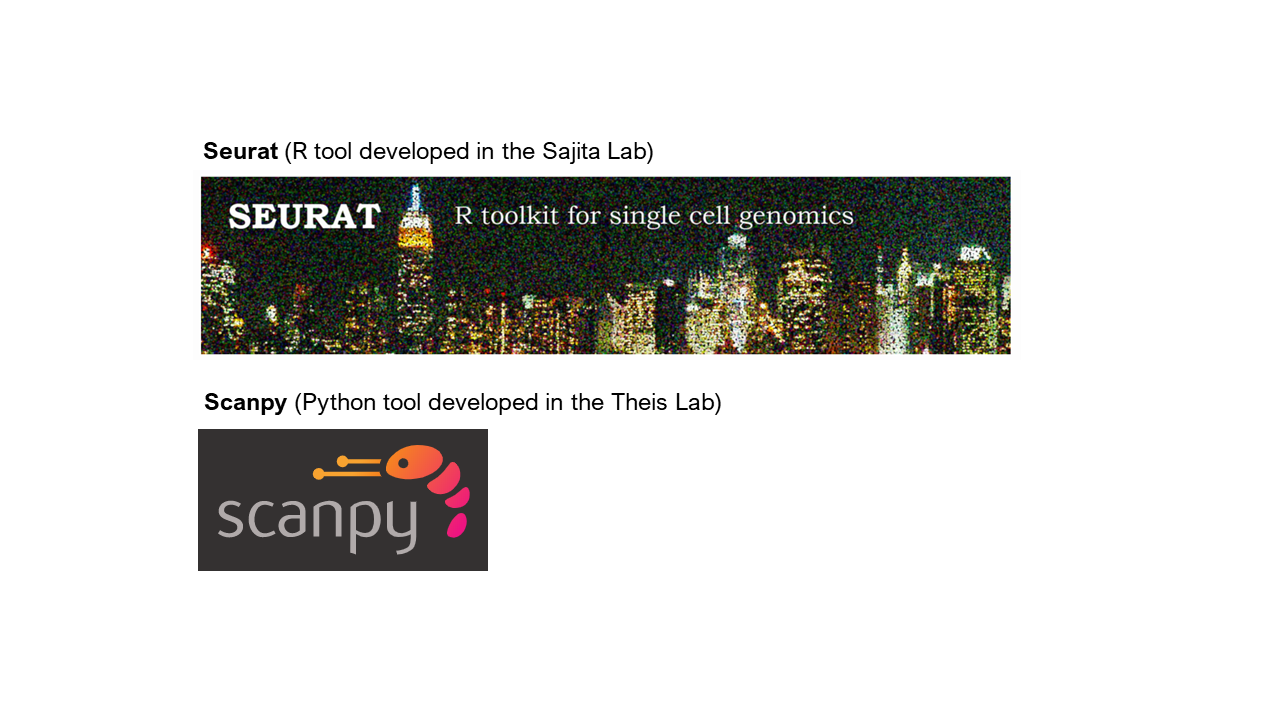 Seurat (R tool developed in the Sajita Lab)
SEURAT R toolkit for single cell genomics
Scanpy (Python tool developed in the Theis Lab)
scanpy